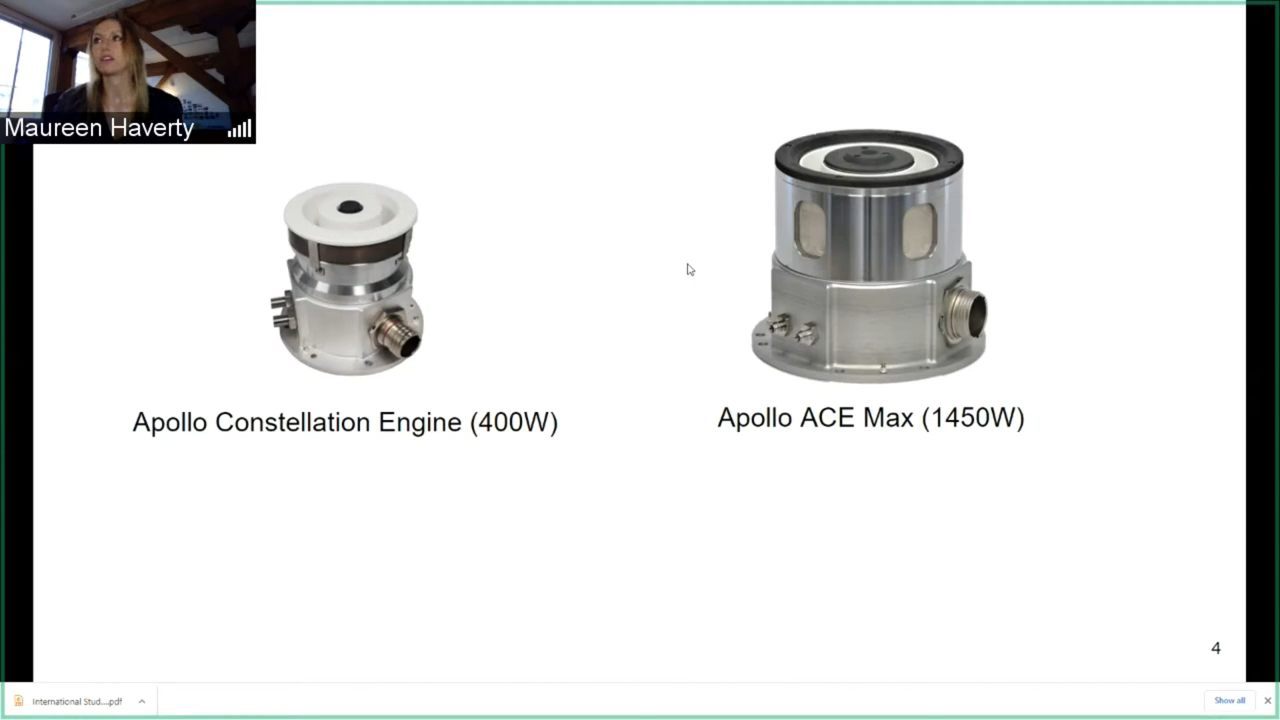 Maureen Haverty
Apollo Constellation Engine (400W)
Apollo ACE Max (1450W)
4
International Stud....pdf
Show all